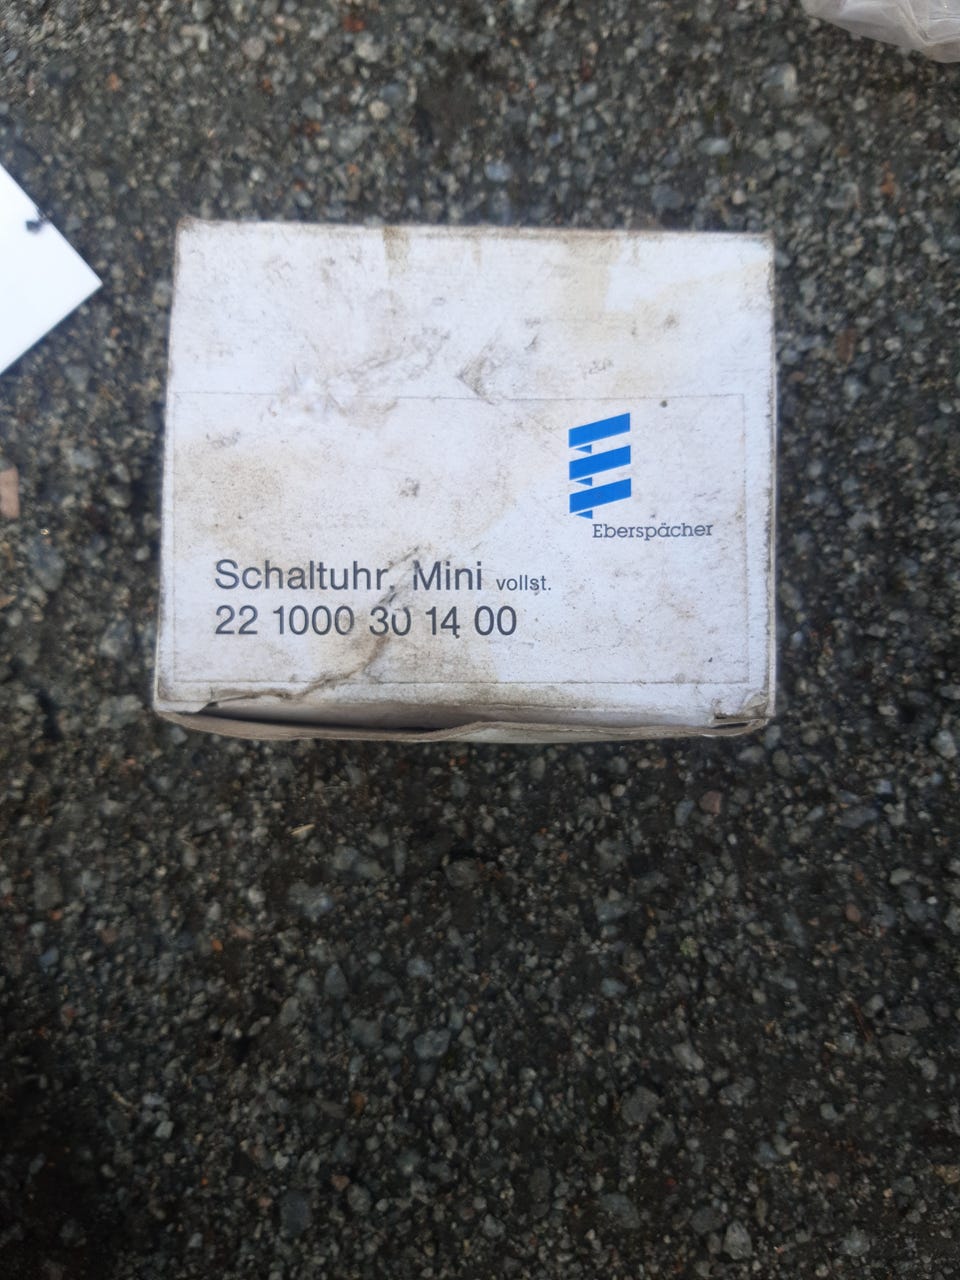 Eberspächer
Schaltuhr, Mini vollst.
22 1000 30 14 00